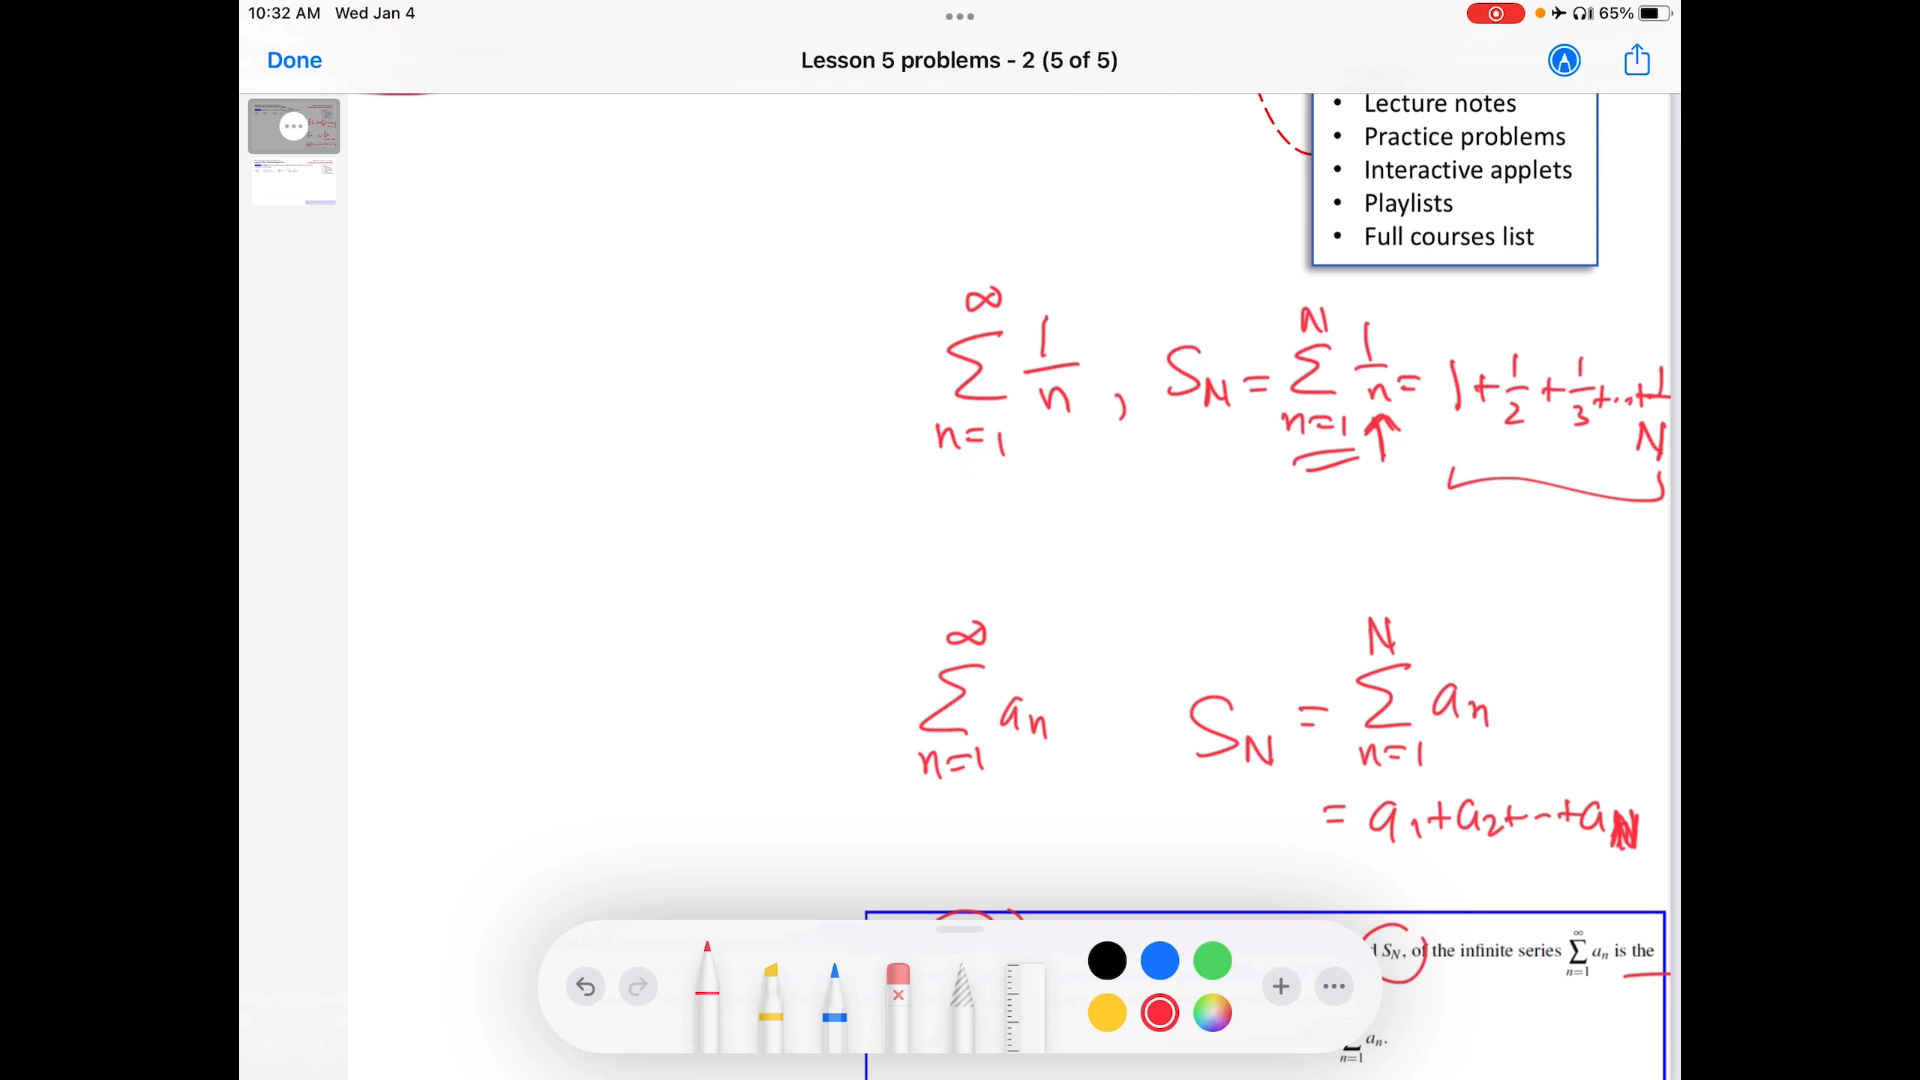 10:32 AM Wed Jan 4
65%
Done
Lesson 5 problems - 2 (5 of 5)
• Lecture notes
• Practice problems
• Interactive applets
• Playlists
• Full courses list
∞ ∑ n=1 1/n , S_N = N ∑ n=1 1/n = 1 + 1/2 + 1/3 + ... + 1/N
∞ ∑ n=1 a_n S_N = N ∑ n=1 a_n
= a_1 + a_2 + ... + a_N
S_N, of the infinite series ∞ ∑ n=1 a_n is the
∑ n=1 a_n.